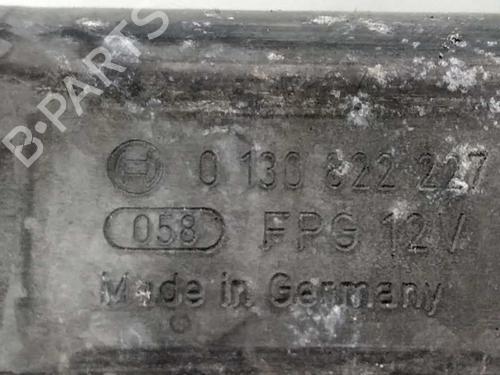 B-PARTS
0 130 822 227
058 FPG 12V
Made in Germany